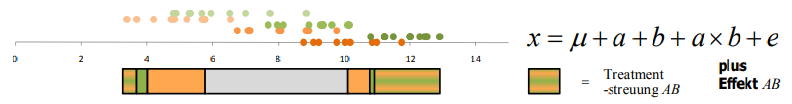 x = μ + a + b + a × b + e
0 2 4 6 8 10 12 14
= Treatment
-streuung AB
plus
Effekt AB